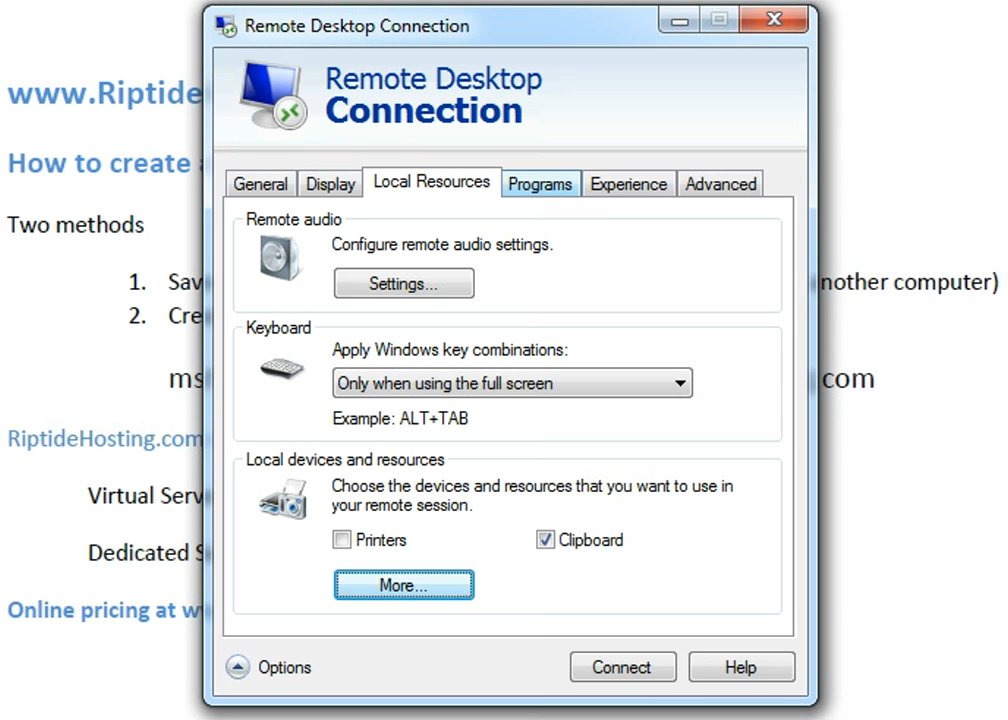 Remote Desktop Connection
Remote Desktop
Connection
General Display Local Resources Programs Experience Advanced
Remote audio
Configure remote audio settings.
Settings...
Keyboard
Apply Windows key combinations:
Only when using the full screen
Example: ALT+TAB
Local devices and resources
Choose the devices and resources that you want to use in
your remote session.
Printers Clipboard
More...
Options Connect Help
www.Riptide
How to create
Two methods
1. Sav nother computer)
2. Cre
ms com
RiptideHosting.com
Virtual Serv
Dedicated S
Online pricing at w